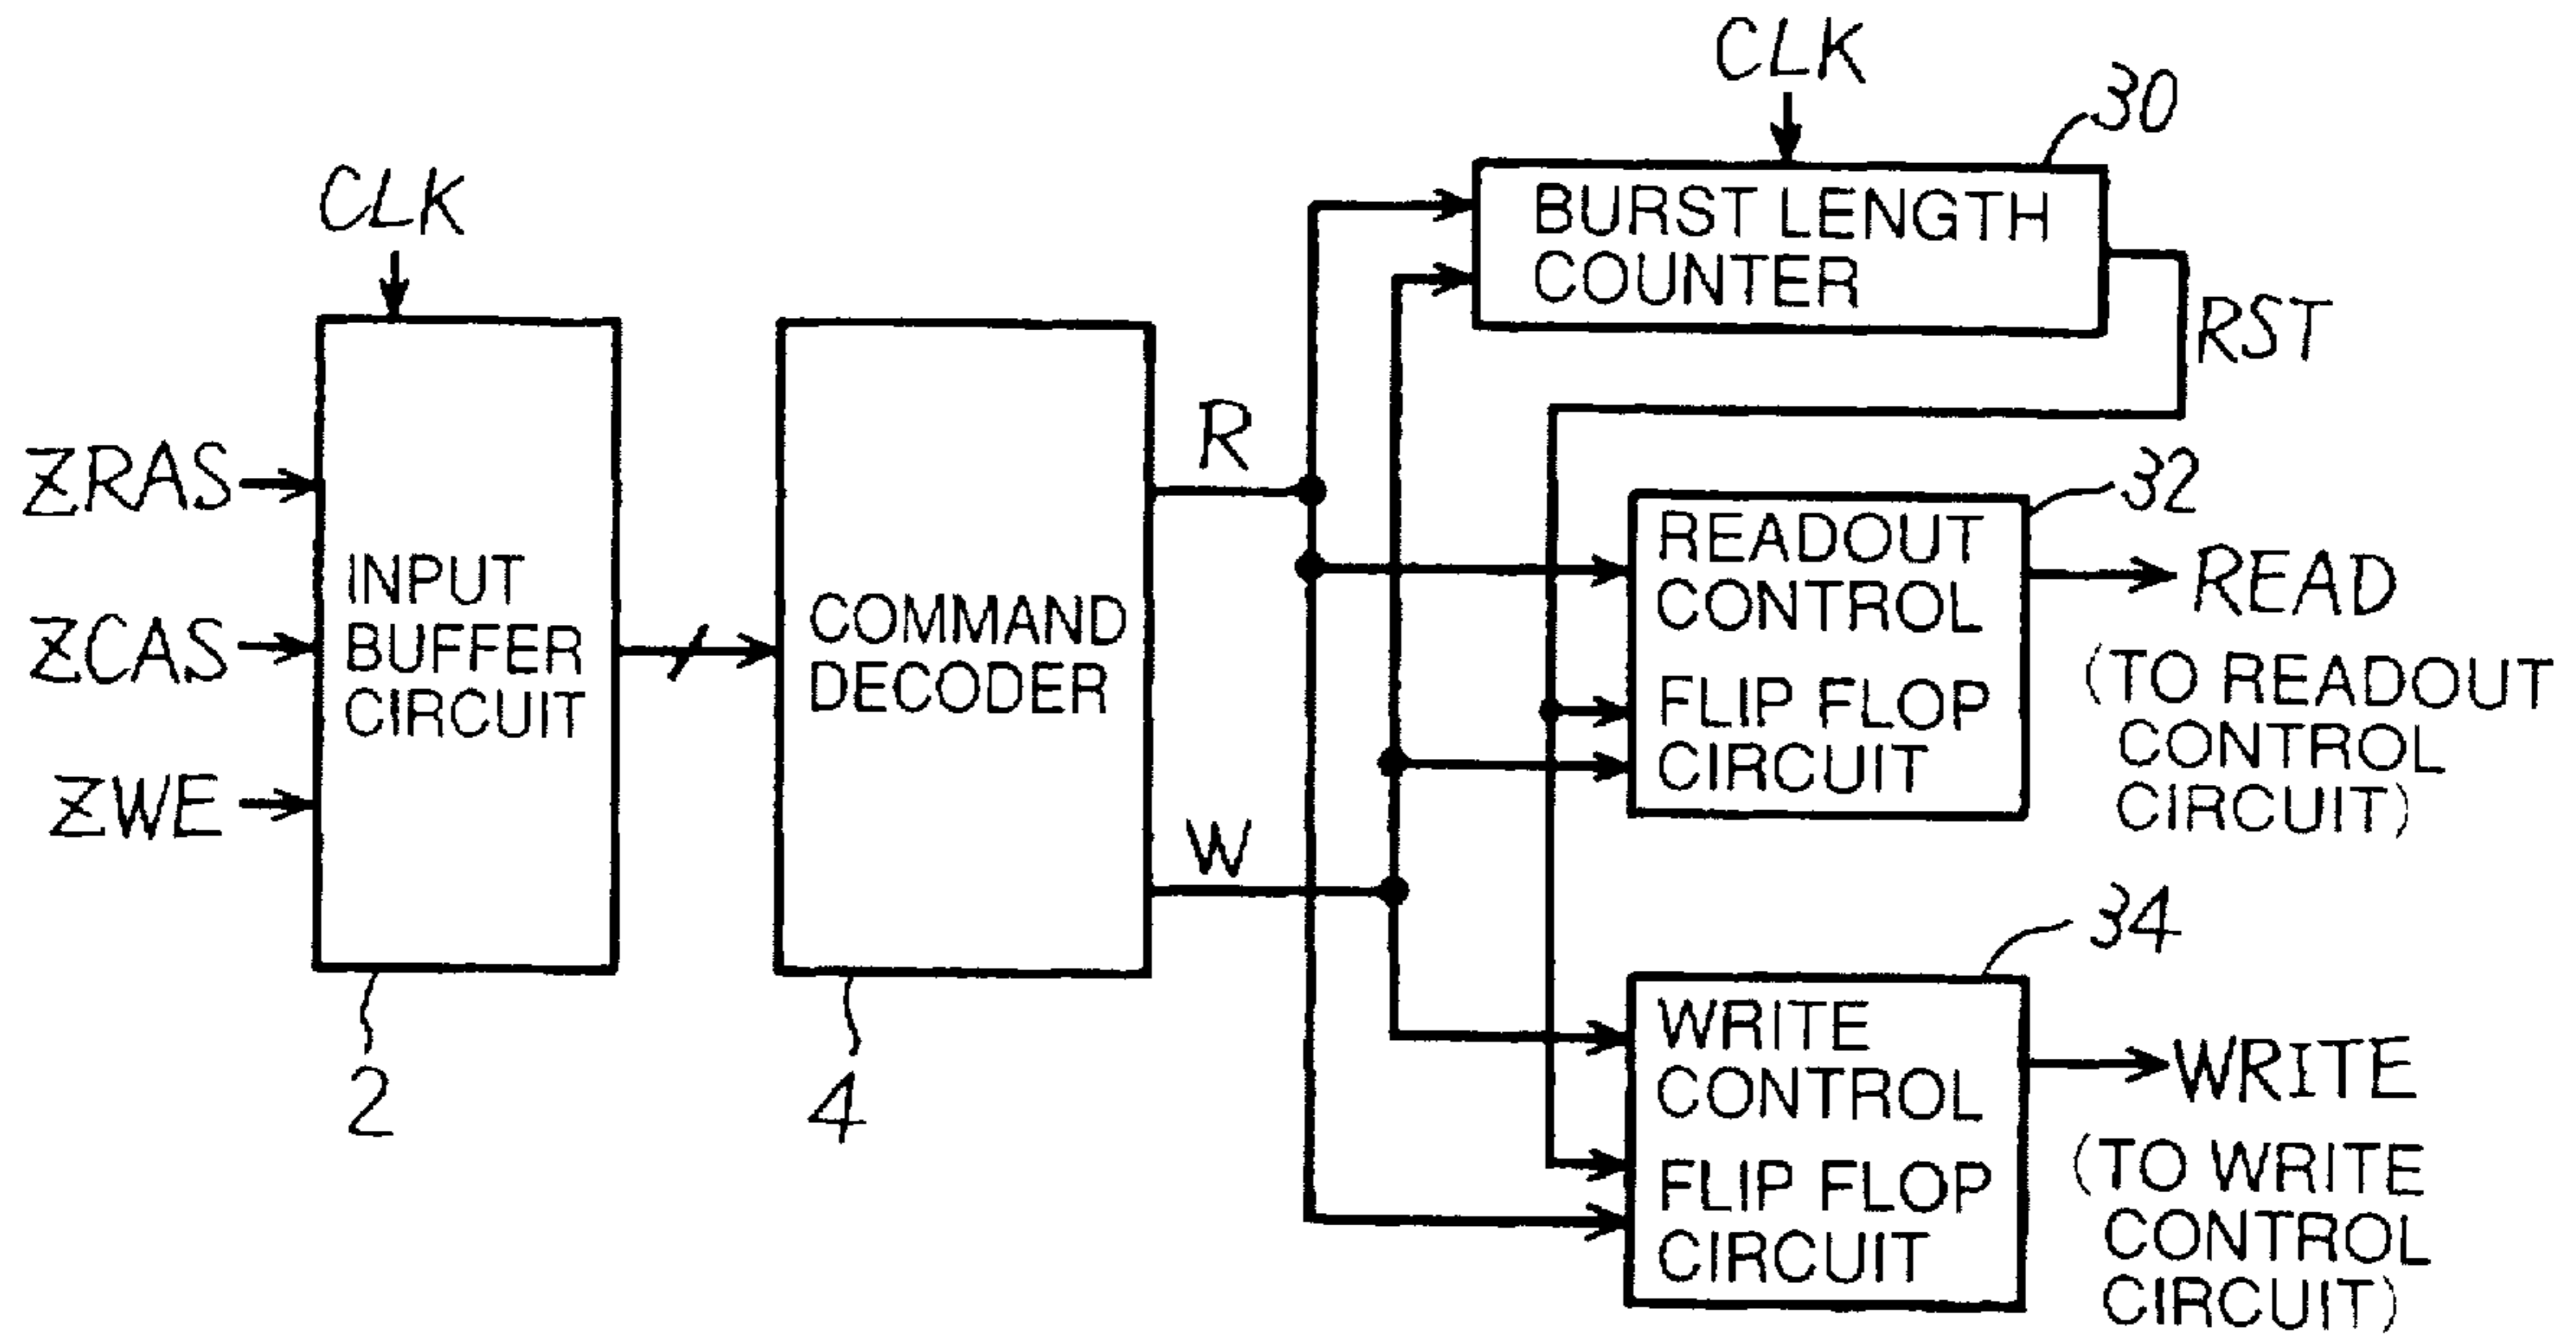 CLK
30
BURST LENGTH
COUNTER
RST
CLK
ZRAS
ZCAS
ZWE
INPUT
BUFFER
CIRCUIT
2
COMMAND
DECODER
4
R
W
32
READOUT
CONTROL
FLIP FLOP
CIRCUIT
READ
(TO READOUT
CONTROL
CIRCUIT)
34
WRITE
CONTROL
FLIP FLOP
CIRCUIT
WRITE
(TO WRITE
CONTROL
CIRCUIT)